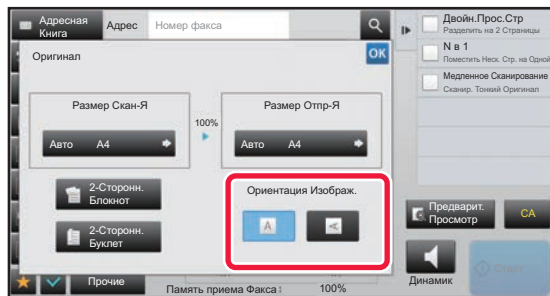 Адресная
Книга
Адрес
Номер факса
Двойн.Прос.Стр
Разделить на 2 Страницы
N в 1
Поместить Неск. Стр. на Одной
Медленное Сканирование
Сканир. Тонкий Оригинал
Оригинал
OK
Размер Скан-Я
100%
Размер Отпр-Я
Авто A4
Авто A4
2-Сторонн.
Блокнот
2-Сторонн.
Буклет
Ориентация Изображ.
A
A
Предварит.
Просмотр
CA
Прочие
Память приема Факса: 100%
Динамик
Старт